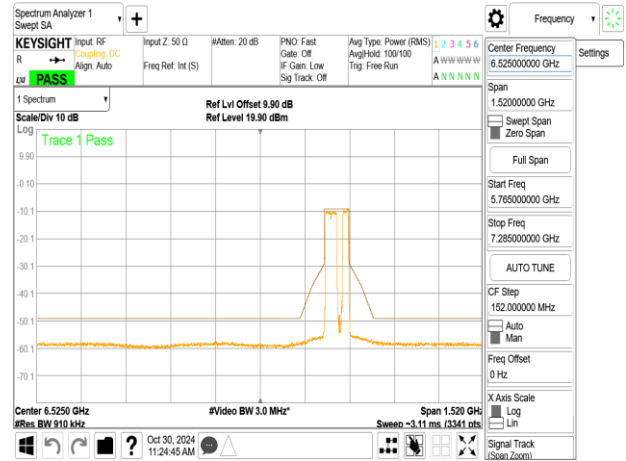 Spectrum Analyzer 1
Swept SA
+
Frequency
KEYSIGHT
R
LXI
PASS
Input: RF
Coupling: DC
Align: Auto
Input Z: 50 Ω
Freq Ref: Int (S)
#Atten: 20 dB
PNO: Fast
Gate: Off
IF Gain: Low
Sig Track: Off
Avg Type: Power (RMS)
Avg|Hold: 100/100
Trig: Free Run
1 2 3 4 5 6
A W W W W W
A N N N N N
1 Spectrum
Scale/Div 10 dB
Ref Lvl Offset 9.90 dB
Ref Level 19.90 dBm
Log
Trace 1 Pass
9.90
-0.10
-10.1
-20.1
-30.1
-40.1
-50.1
-60.1
-70.1
Center 6.5250 GHz
#Res BW 910 kHz
#Video BW 3.0 MHz*
Span 1.520 GHz
Sweep ~3.11 ms (3341 pts)
?
Oct 30, 2024
11:24:45 AM
Center Frequency
6.525000000 GHz
Span
1.52000000 GHz
Swept Span
Zero Span
Full Span
Start Freq
5.765000000 GHz
Stop Freq
7.285000000 GHz
AUTO TUNE
CF Step
152.000000 MHz
Auto
Man
Freq Offset
0 Hz
X Axis Scale
Log
Lin
Signal Track
(Span Zoom)
Settings